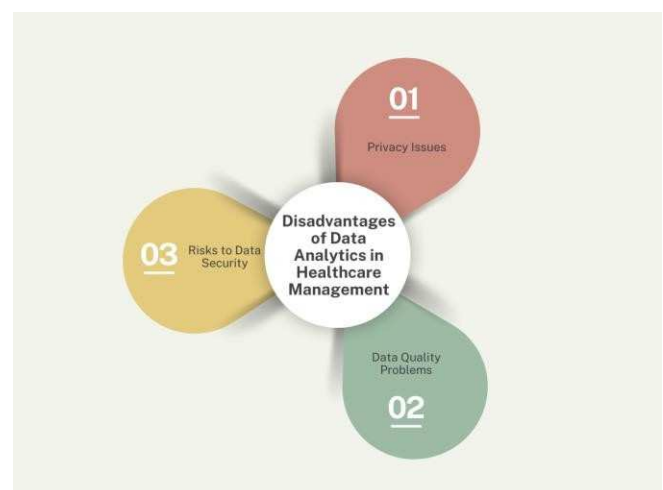 Disadvantages
of Data
Analytics in
Healthcare
Management
01
Privacy Issues
Data Quality
Problems
02
03
Risks to Data
Security